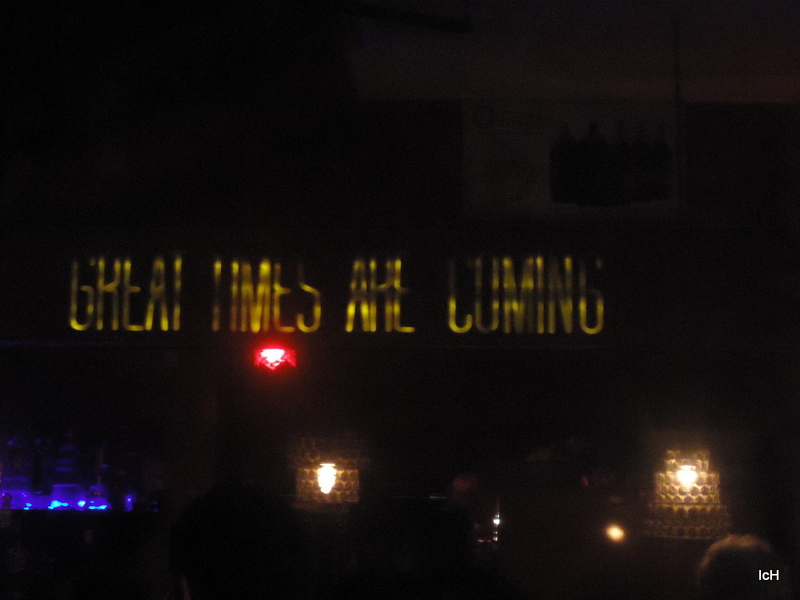 GREAT TIMES ARE COMING
IcH